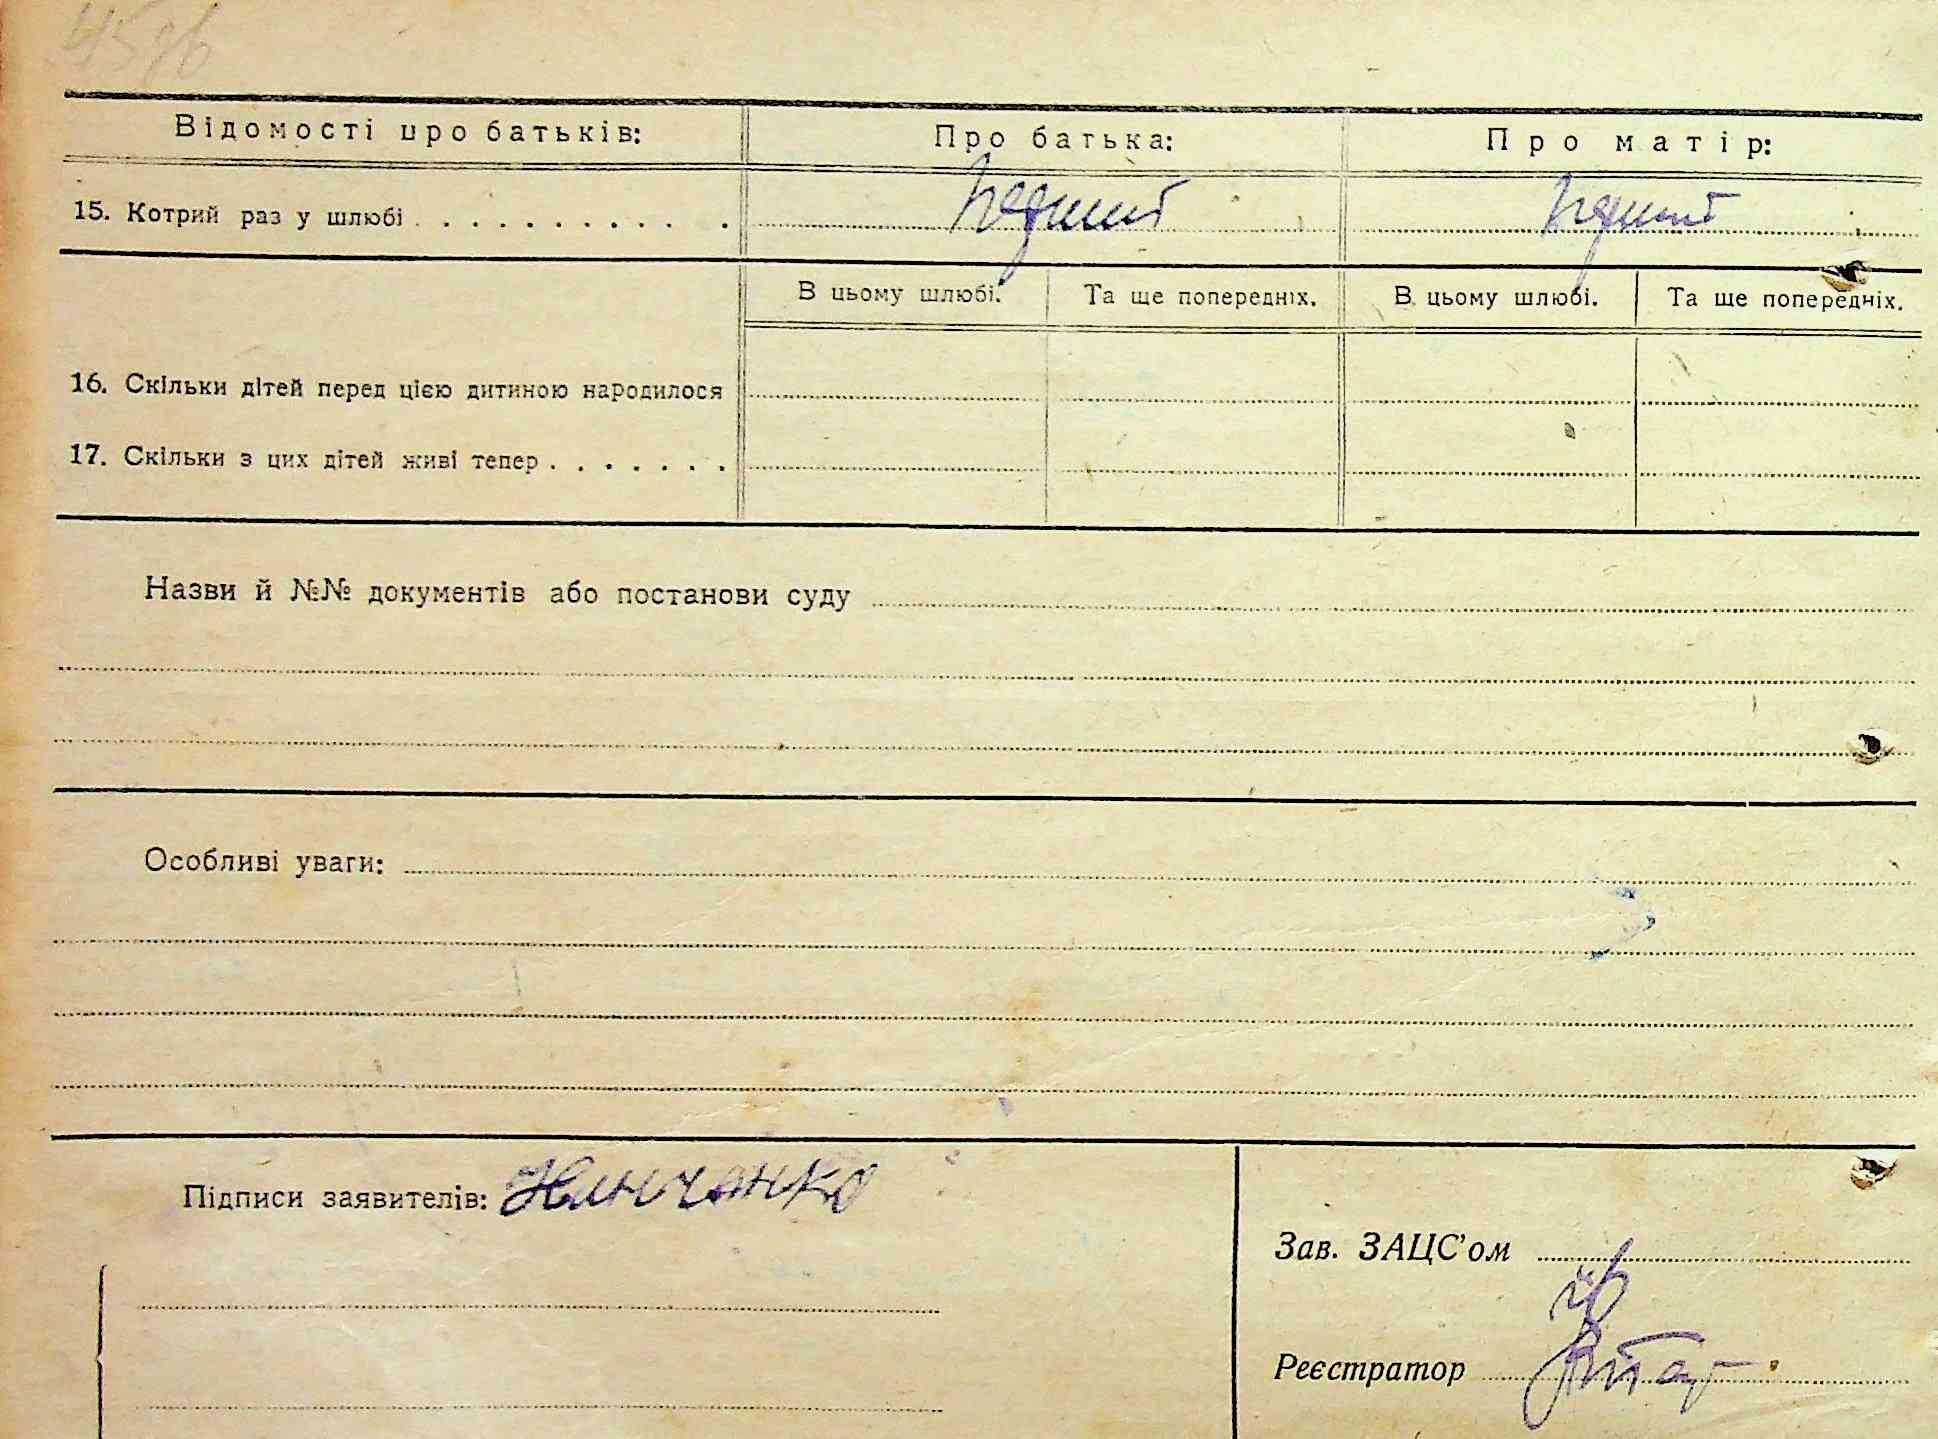 45 зв
Відомості про батьків: Про батька: Про матір:
15. Котрий раз у шлюбі . . . . . . . . . . . . Перший Перший
В цьому шлюбі. Та ще попередніх. В цьому шлюбі. Та ще попередніх.
16. Скільки дітей перед цією дитиною народилося
17. Скільки з цих дітей живі тепер . . . . . . .
Назви й №№ документів або постанови суду
Особливі уваги:
Підписи заявителів:
Зав. ЗАЦС'ом
Реєстратор